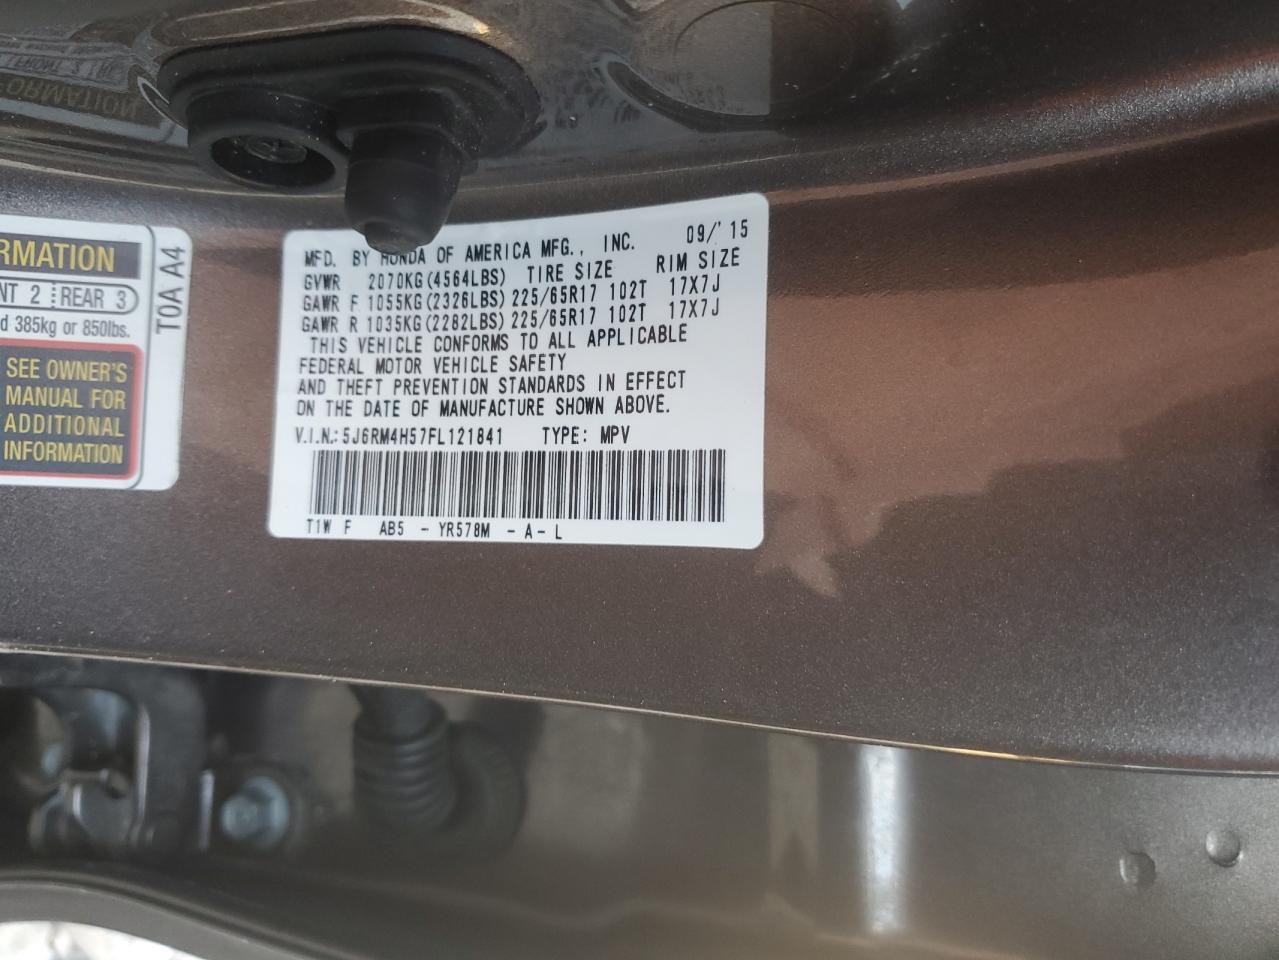 RMATION
NT 2 REAR 3
d 385kg or 850lbs.
SEE OWNER'S
MANUAL FOR
ADDITIONAL
INFORMATION
T0A A4
MFD. BY HONDA OF AMERICA MFG., INC. 09/'15
GVWR 2070KG(4564LBS) TIRE SIZE RIM SIZE
GAWR F 1055KG(2326LBS) 225/65R17 102T 17X7J
GAWR R 1035KG(2282LBS) 225/65R17 102T 17X7J
THIS VEHICLE CONFORMS TO ALL APPLICABLE
FEDERAL MOTOR VEHICLE SAFETY
AND THEFT PREVENTION STANDARDS IN EFFECT
ON THE DATE OF MANUFACTURE SHOWN ABOVE.
V.I.N.: 5J6RM4H57FL121841 TYPE: MPV
T1W F AB5 - YR578M - A - L